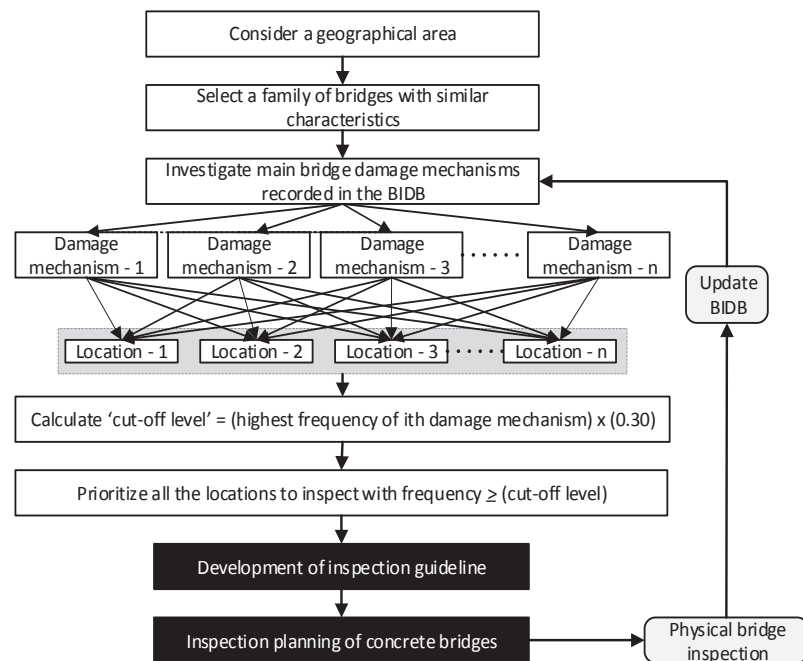 Consider a geographical area
Select a family of bridges with similar
characteristics
Investigate main bridge damage mechanisms
recorded in the BIDB
Damage
mechanism - 1
Damage
mechanism - 2
Damage
mechanism - 3
Damage
mechanism - n
Update
BIDB
Location - 1
Location - 2
Location - 3
Location - n
Calculate ‘cut-off level’ = (highest frequency of ith damage mechanism) x (0.30)
Prioritize all the locations to inspect with frequency ≥ (cut-off level)
Development of inspection guideline
Inspection planning of concrete bridges
Physical bridge
inspection